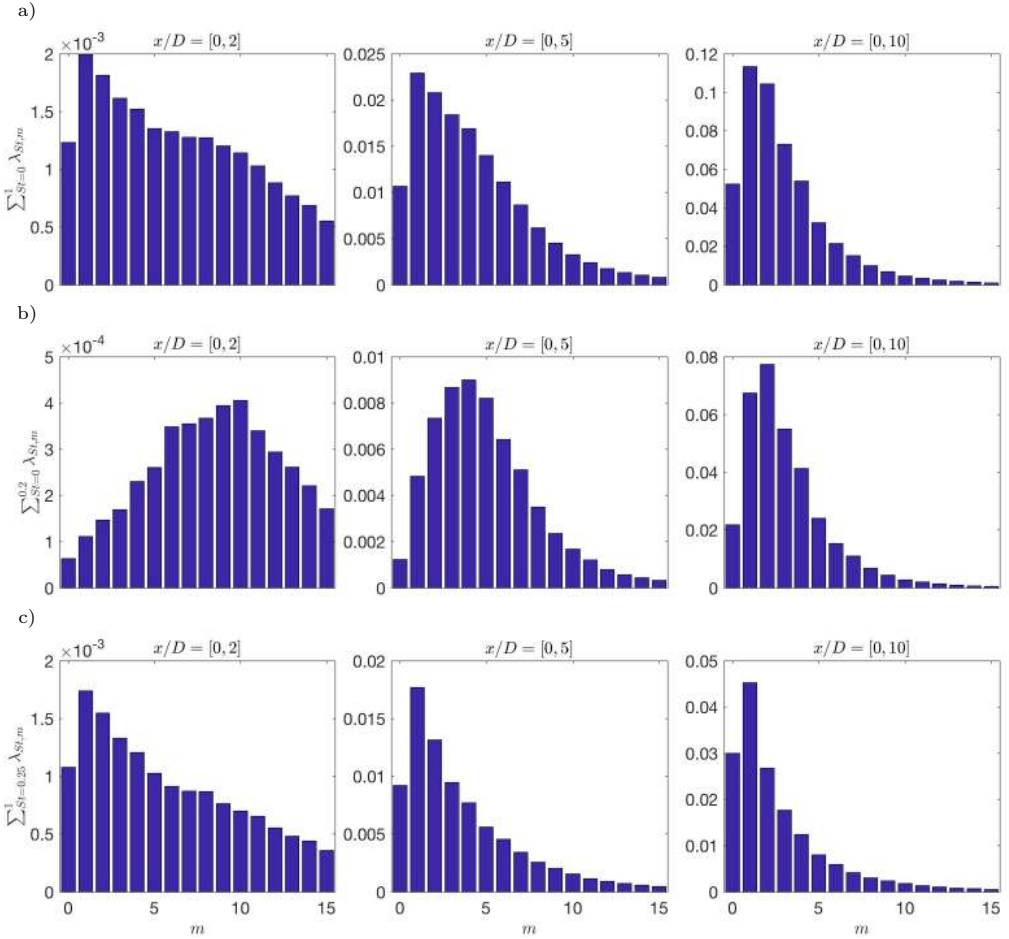 a)
×10⁻³
x/D = [0, 2]
x/D = [0, 5]
x/D = [0, 10]
2
1.5
1
0.5
0
0.025
0.02
0.015
0.01
0.005
0
0.12
0.1
0.08
0.06
0.04
0.02
0
∑¹_{St=0} λ_{St,m}
b)
×10⁻⁴
x/D = [0, 2]
x/D = [0, 5]
x/D = [0, 10]
5
4
3
2
1
0
0.01
0.008
0.006
0.004
0.002
0
0.08
0.06
0.04
0.02
0
∑^{0.2}_{St=0} λ_{St,m}
c)
×10⁻³
x/D = [0, 2]
x/D = [0, 5]
x/D = [0, 10]
2
1.5
1
0.5
0
0.02
0.015
0.01
0.005
0
0.05
0.04
0.03
0.02
0.01
0
∑¹_{St=0.25} λ_{St,m}
0 5 10 15
0 5 10 15
0 5 10 15
m
m
m